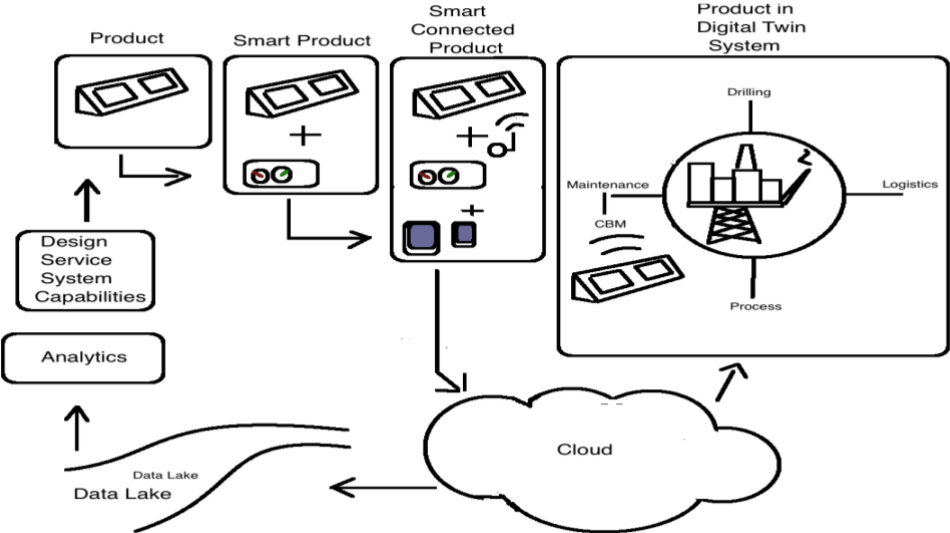 Product
Smart Product
Smart
Connected
Product
Product in
Digital Twin
System
Drilling
Maintenance
Logistics
CBM
Process
Design
Service
System
Capabilities
Analytics
Cloud
Data Lake
Data Lake